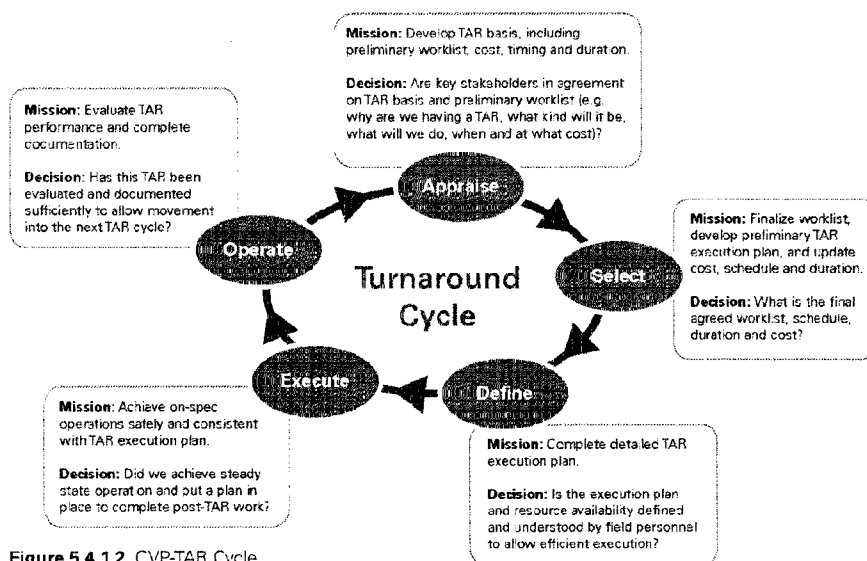 Mission: Develop TAR basis, including
preliminary worklist, cost, timing and duration.
Decision: Are key stakeholders in agreement
on TAR basis and preliminary worklist (e.g.
why are we having a TAR, what kind will it be,
what will we do, when and at what cost)?
Mission: Evaluate TAR
performance and complete
documentation.
Decision: Has this TAR been
evaluated and documented
sufficiently to allow movement
into the next TAR cycle?
Appraise
Operate
Turnaround
Cycle
Select
Mission: Finalize worklist,
develop preliminary TAR
execution plan, and update
cost, schedule and duration.
Decision: What is the final
agreed worklist, schedule,
duration and cost?
Execute
Define
Mission: Achieve on-spec
operations safely and consistent
with TAR execution plan.
Decision: Did we achieve steady
state operation and put a plan in
place to complete post-TAR work?
Mission: Complete detailed TAR
execution plan.
Decision: Is the execution plan
and resource availability defined
and understood by field personnel
to allow efficient execution?
Figure 5.4.1.2 CVP-TAR Cycle